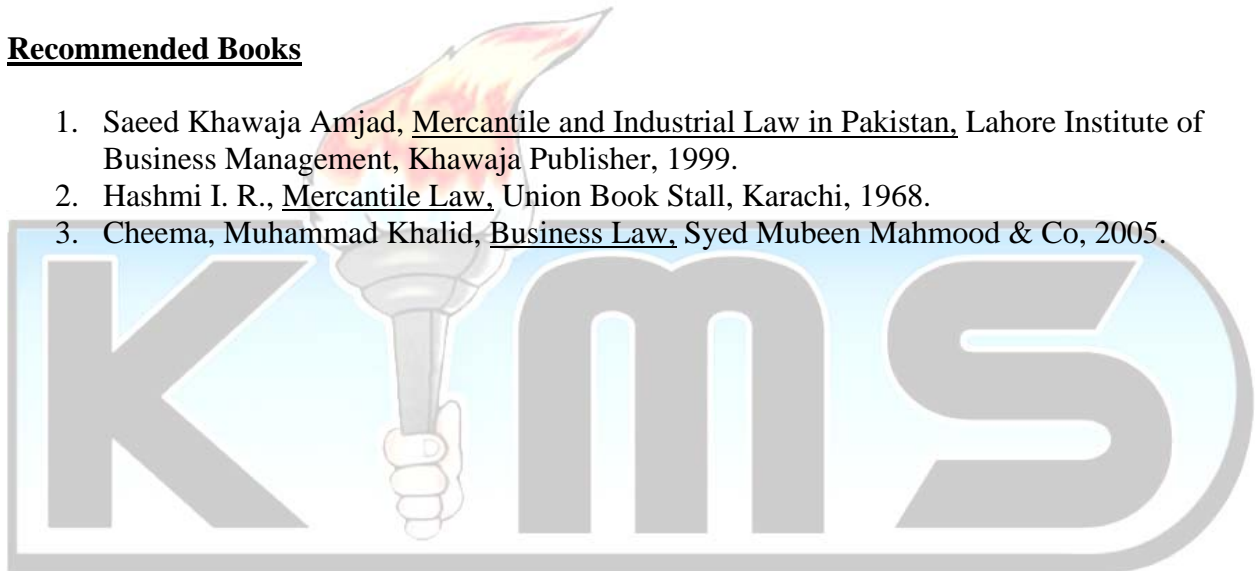 Recommended Books
1. Saeed Khawaja Amjad, Mercantile and Industrial Law in Pakistan, Lahore Institute of
Business Management, Khawaja Publisher, 1999.
2. Hashmi I. R., Mercantile Law, Union Book Stall, Karachi, 1968.
3. Cheema, Muhammad Khalid, Business Law, Syed Mubeen Mahmood & Co, 2005.
KIMS